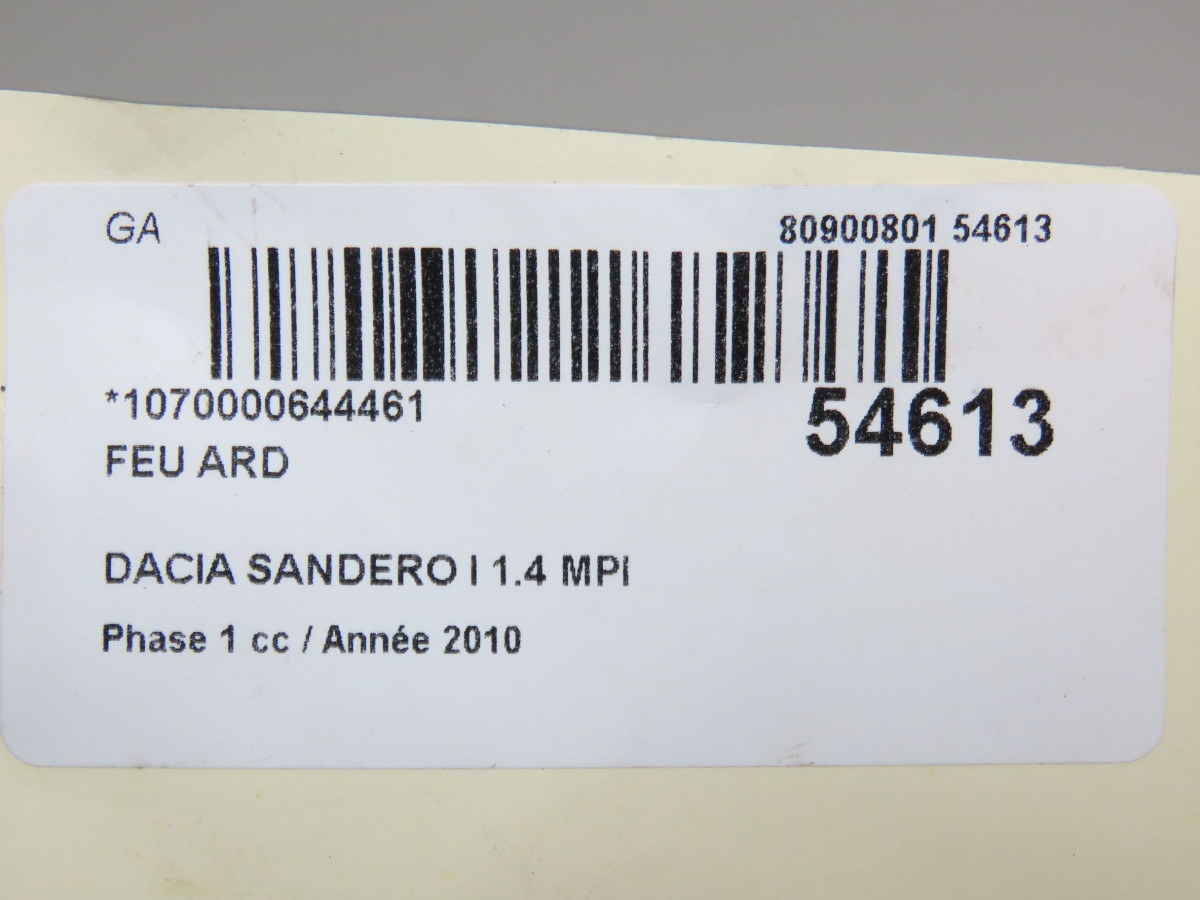 GA 80900801 54613
*1070000644461 54613
FEU ARD
DACIA SANDERO I 1.4 MPI
Phase 1 cc / Année 2010